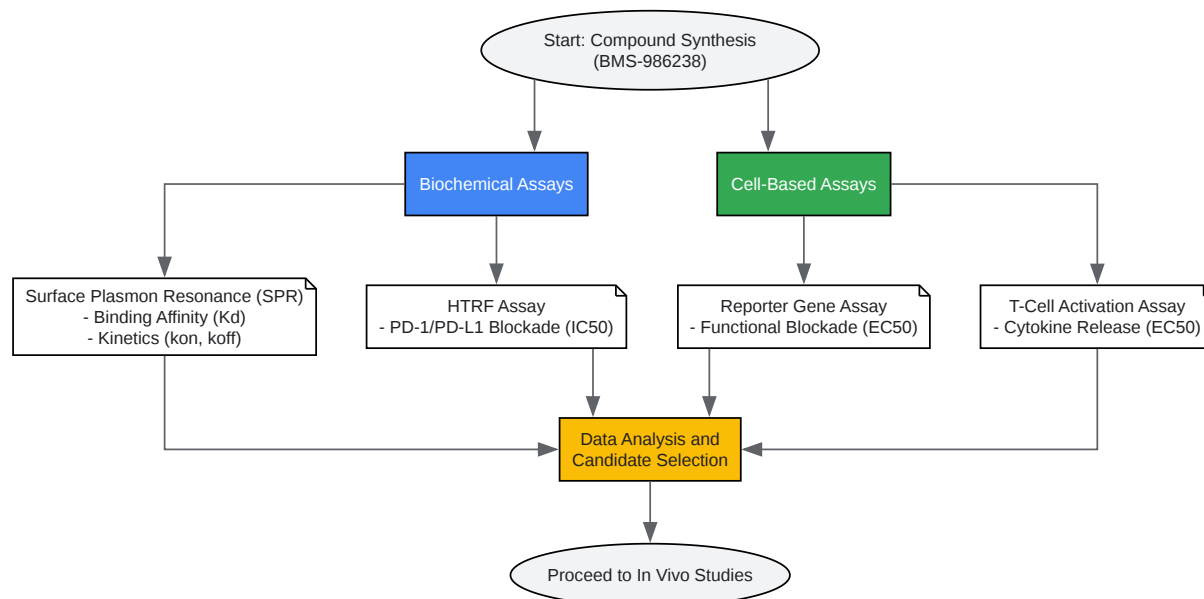 Start: Compound Synthesis
(BMS-986238)
Biochemical Assays
Cell-Based Assays
Surface Plasmon Resonance (SPR)
- Binding Affinity (Kd)
- Kinetics (kon, koff)
HTRF Assay
- PD-1/PD-L1 Blockade (IC50)
Reporter Gene Assay
- Functional Blockade (EC50)
T-Cell Activation Assay
- Cytokine Release (EC50)
Data Analysis and
Candidate Selection
Proceed to In Vivo Studies